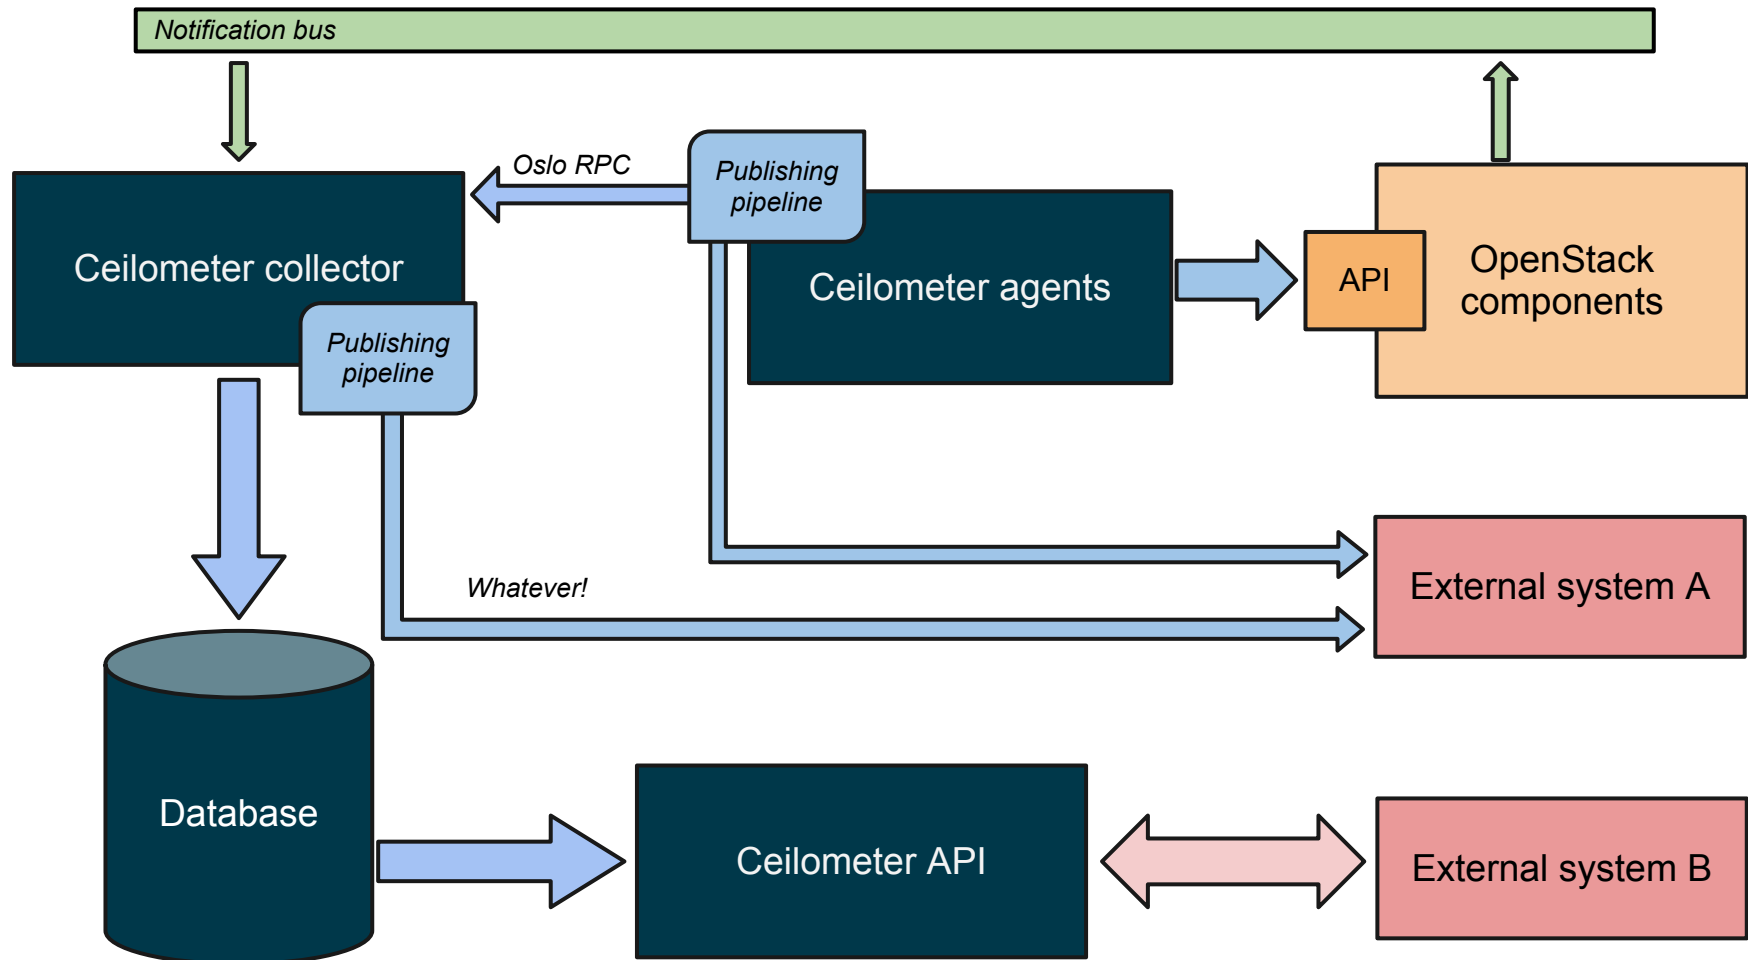 Notification bus
Oslo RPC
Publishing
pipeline
Ceilometer collector
Ceilometer agents
API
OpenStack
components
Publishing
pipeline
Whatever!
External system A
Database
Ceilometer API
External system B